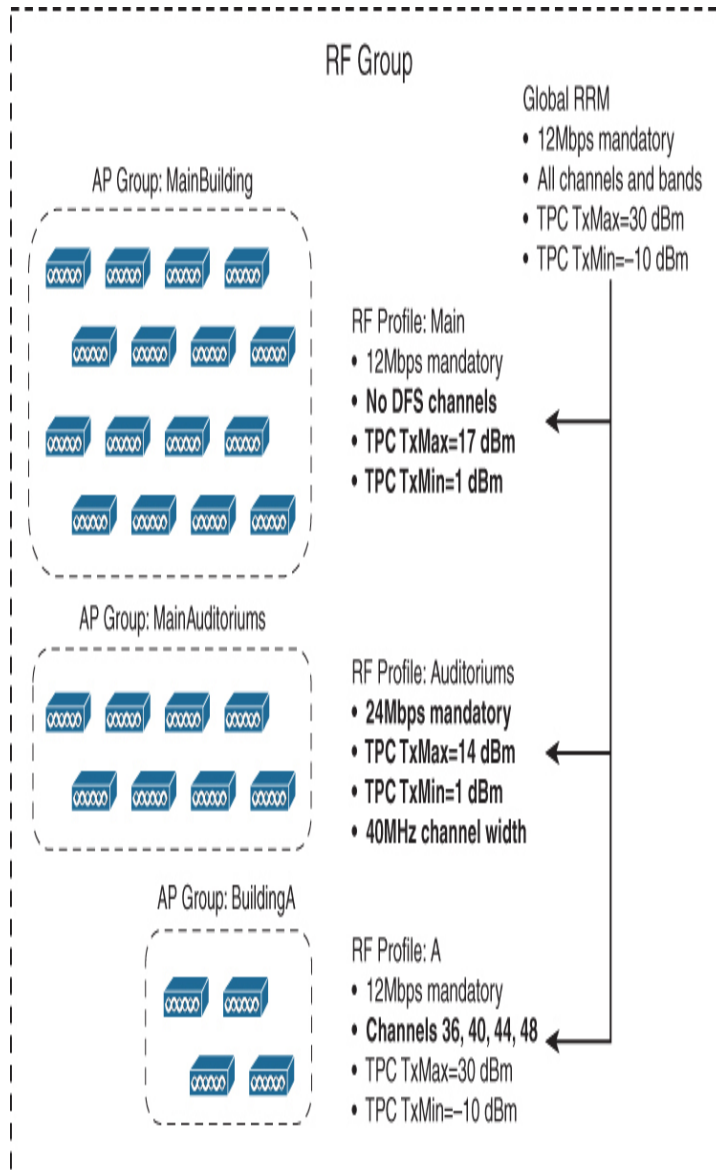 RF Group
Global RRM
• 12Mbps mandatory
• All channels and bands
• TPC TxMax=30 dBm
• TPC TxMin=–10 dBm
AP Group: MainBuilding
RF Profile: Main
• 12Mbps mandatory
• No DFS channels
• TPC TxMax=17 dBm
• TPC TxMin=1 dBm
AP Group: MainAuditoriums
RF Profile: Auditoriums
• 24Mbps mandatory
• TPC TxMax=14 dBm
• TPC TxMin=1 dBm
• 40MHz channel width
AP Group: BuildingA
RF Profile: A
• 12Mbps mandatory
• Channels 36, 40, 44, 48
• TPC TxMax=30 dBm
• TPC TxMin=–10 dBm